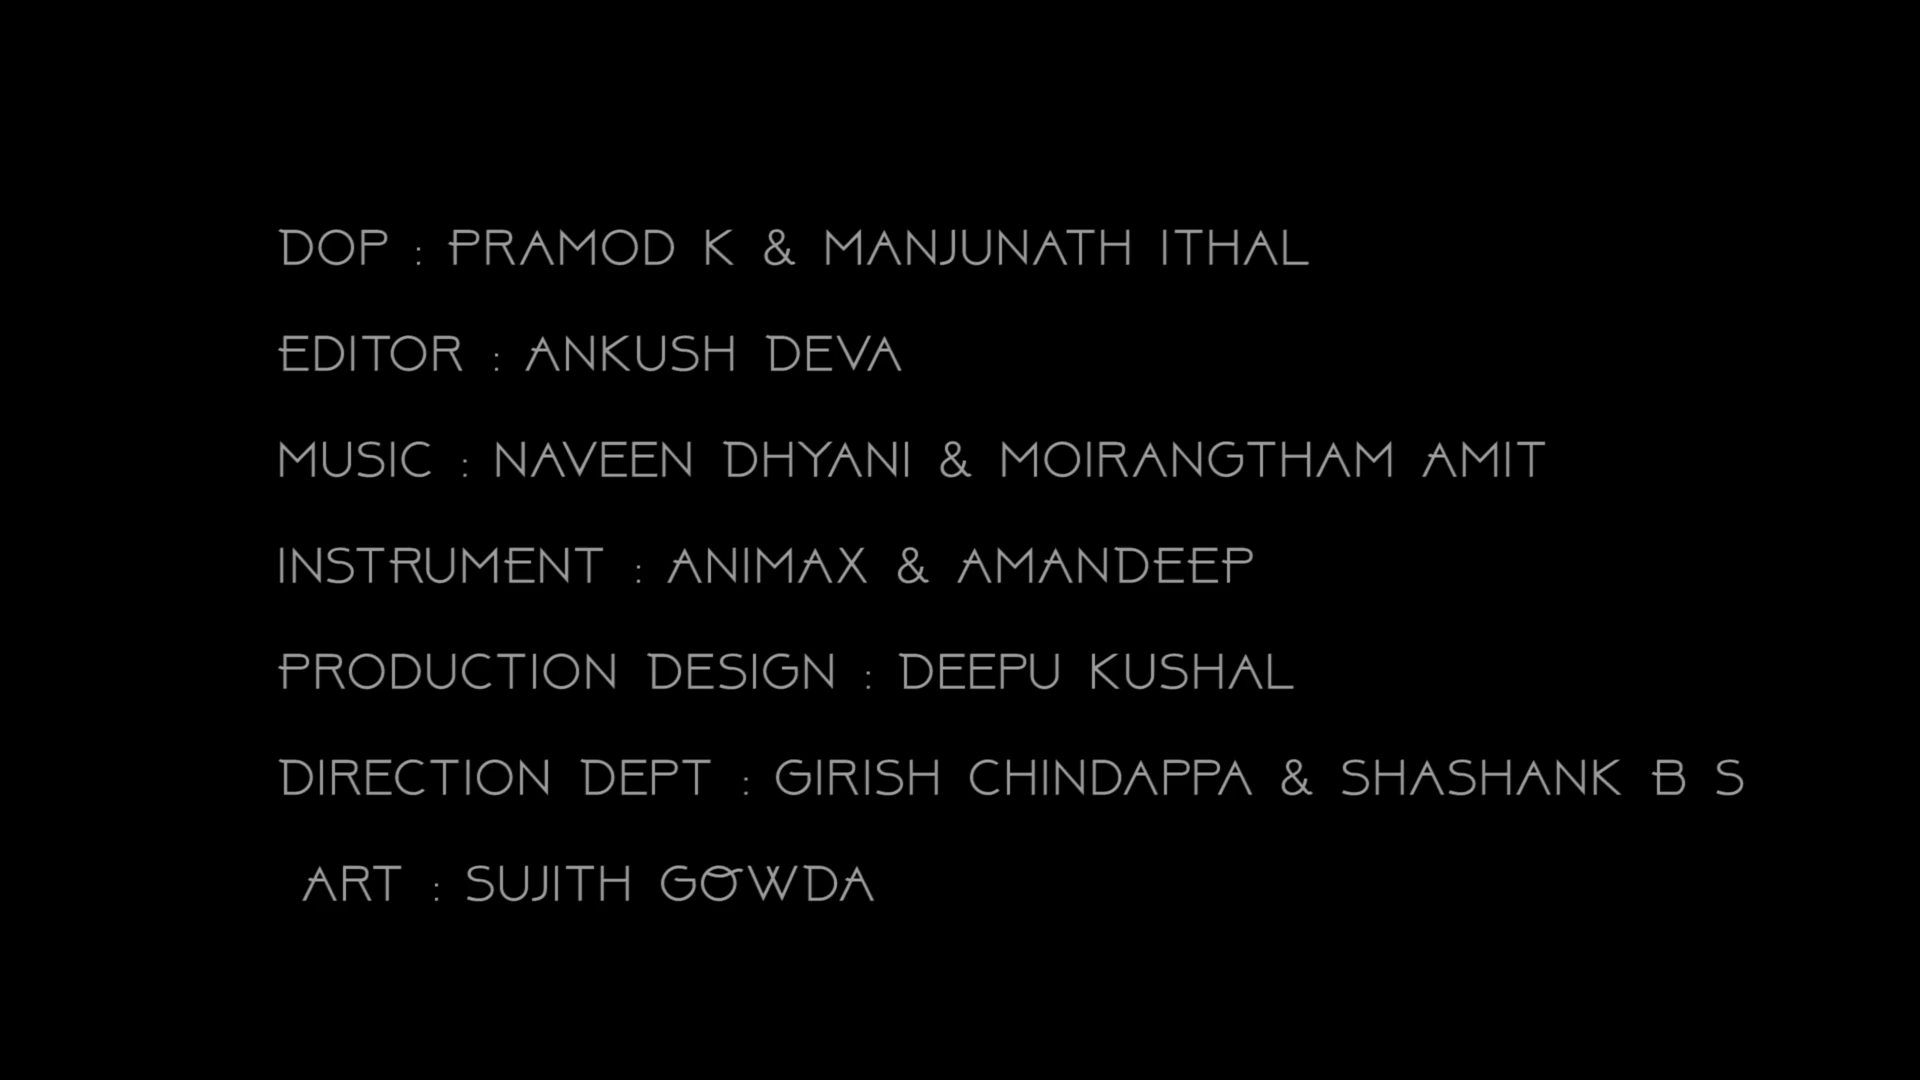 DOP : PRAMOD K & MANJUNATH ITHAL
EDITOR : ANKUSH DEVA
MUSIC : NAVEEN DHYANI & MOIRANGTHAM AMIT
INSTRUMENT : ANIMAX & AMANDEEP
PRODUCTION DESIGN : DEEPU KUSHAL
DIRECTION DEPT : GIRISH CHINDAPPA & SHASHANK B S
ART : SUJITH GOWDA